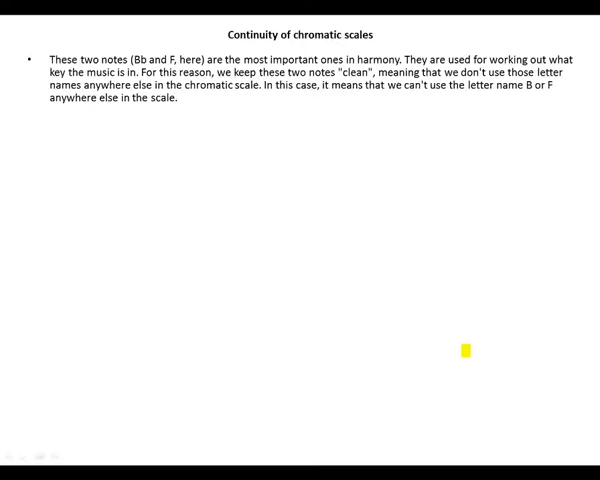 Continuity of chromatic scales
• These two notes (Bb and F, here) are the most important ones in harmony. They are used for working out what
key the music is in. For this reason, we keep these two notes "clean", meaning that we don't use those letter
names anywhere else in the chromatic scale. In this case, it means that we can't use the letter name B or F
anywhere else in the scale.